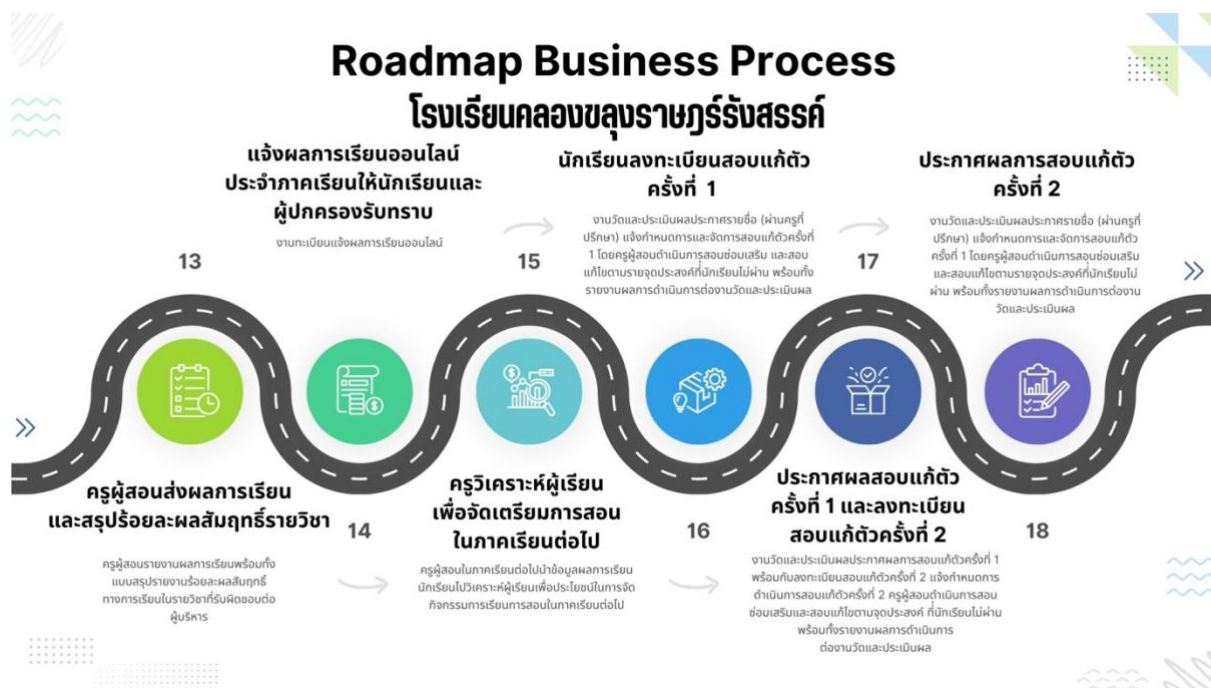 Roadmap Business Process
โรงเรียนคลองขลุงราษฎร์รังสรรค์
13
ครูผู้สอนส่งผลการเรียน
และสรุปร้อยละผลสัมฤทธิ์รายวิชา
ครูผู้สอนรายงานผลการเรียนพร้อมทั้ง
แบบสรุปรายงานร้อยละผลสัมฤทธิ์
ทางการเรียนในรายวิชาที่รับผิดชอบต่อ
ผู้บริหาร
แจ้งผลการเรียนออนไลน์
ประจำภาคเรียนให้นักเรียนและ
ผู้ปกครองรับทราบ
งานทะเบียนแจ้งผลการเรียนออนไลน์
14
15
ครูวิเคราะห์ผู้เรียน
เพื่อจัดเตรียมการสอน
ในภาคเรียนต่อไป
ครูผู้สอนในภาคเรียนต่อไปนำข้อมูลผลการเรียน
นักเรียนไปวิเคราะห์ผู้เรียนเพื่อประโยชน์ในการจัด
กิจกรรมการเรียนการสอนในภาคเรียนต่อไป
นักเรียนลงทะเบียนสอบแก้ตัว
ครั้งที่ 1
งานวัดและประเมินผลประกาศรายชื่อ (ผ่านครูที่
ปรึกษา) แจ้งกำหนดการและจัดการสอบแก้ตัวครั้งที่
1 โดยครูผู้สอนดำเนินการสอนซ่อมเสริม และสอบ
แก้ไขตามรายจุดประสงค์ที่นักเรียนไม่ผ่าน พร้อมทั้ง
รายงานผลการดำเนินการต่องานวัดและประเมินผล
16
17
ประกาศผลสอบแก้ตัว
ครั้งที่ 1 และลงทะเบียน
สอบแก้ตัวครั้งที่ 2
งานวัดและประเมินผลประกาศผลการสอบแก้ตัวครั้งที่ 1
พร้อมกับลงทะเบียนสอบแก้ตัวครั้งที่ 2 แจ้งกำหนดการ
ดำเนินการสอบแก้ตัวครั้งที่ 2 ครูผู้สอนดำเนินการสอน
ซ่อมเสริมและสอบแก้ไขตามจุดประสงค์ ที่นักเรียนไม่ผ่าน
พร้อมทั้งรายงานผลการดำเนินการ
ต่องานวัดและประเมินผล
ประกาศผลการสอบแก้ตัว
ครั้งที่ 2
งานวัดและประเมินผลประกาศรายชื่อ (ผ่านครูที่
ปรึกษา) แจ้งกำหนดการและจัดการสอบแก้ตัว
ครั้งที่ 1 โดยครูผู้สอนดำเนินการสอนซ่อมเสริม
และสอบแก้ไขตามรายจุดประสงค์ที่นักเรียนไม่
ผ่าน พร้อมทั้งรายงานผลการดำเนินการต่องาน
วัดและประเมินผล
18